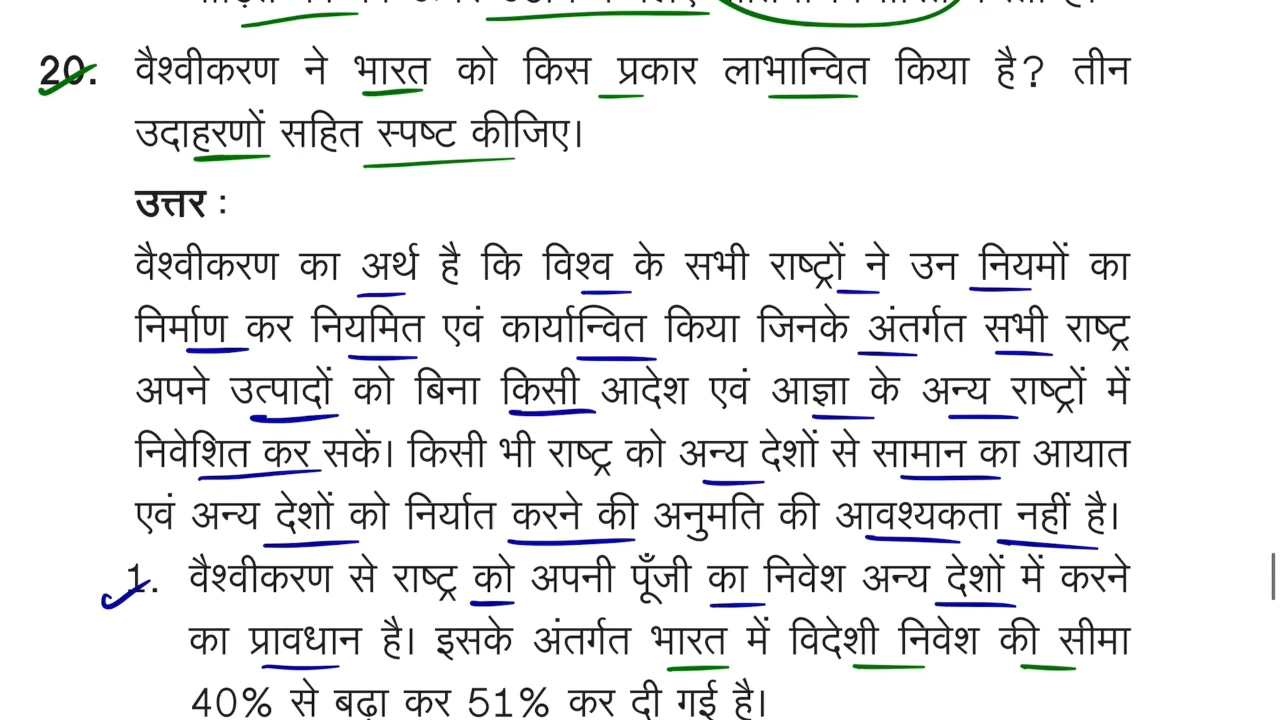 20. वैश्वीकरण ने भारत को किस प्रकार लाभान्वित किया है? तीन
उदाहरणों सहित स्पष्ट कीजिए।
उत्तर :
वैश्वीकरण का अर्थ है कि विश्व के सभी राष्ट्रों ने उन नियमों का
निर्माण कर नियमित एवं कार्यान्वित किया जिनके अंतर्गत सभी राष्ट्र
अपने उत्पादों को बिना किसी आदेश एवं आज्ञा के अन्य राष्ट्रों में
निवेशित कर सकें। किसी भी राष्ट्र को अन्य देशों से सामान का आयात
एवं अन्य देशों को निर्यात करने की अनुमति की आवश्यकता नहीं है।
1. वैश्वीकरण से राष्ट्र को अपनी पूँजी का निवेश अन्य देशों में करने
का प्रावधान है। इसके अंतर्गत भारत में विदेशी निवेश की सीमा
40% से बढ़ा कर 51% कर दी गई है।